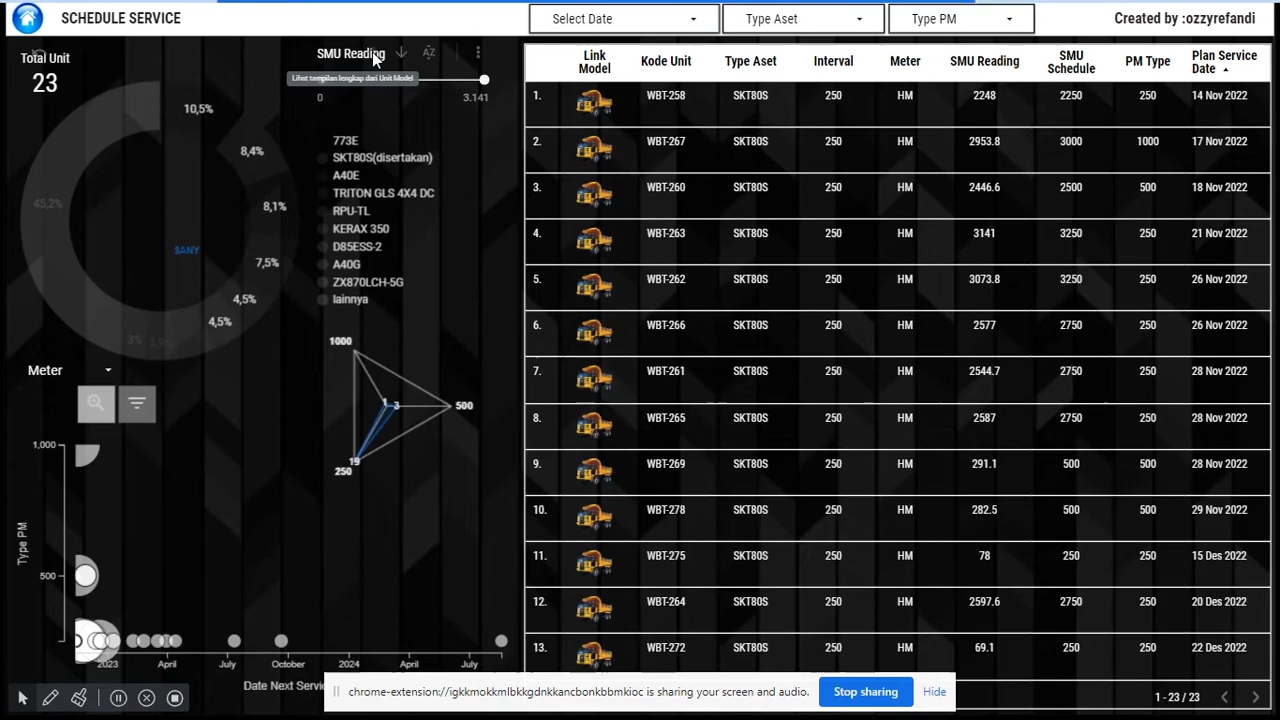 SCHEDULE SERVICE
Select Date
Type Aset
Type PM
Created by :ozzyrefandi
Total Unit
23
SMU Reading
Lihat tampilan lengkap dari Unit Model
0
3.141
10,5%
8,4%
8,1%
7,5%
4,5%
4,5%
3%
45,2%
SANY
773E
SKT80S(disertakan)
A40E
TRITON GLS 4X4 DC
RPU-TL
KERAX 350
D85ESS-2
A40G
ZX870LCH-5G
lainnya
1000
500
250
1
3
19
Meter
1,000
500
Type PM
2023
April
July
October
2024
April
July
Link Model
Kode Unit
Type Aset
Interval
Meter
SMU Reading
SMU Schedule
PM Type
Plan Service Date
1. WBT-258 SKT80S 250 HM 2248 2250 250 14 Nov 2022
2. WBT-267 SKT80S 250 HM 2953.8 3000 1000 17 Nov 2022
3. WBT-260 SKT80S 250 HM 2446.6 2500 500 18 Nov 2022
4. WBT-263 SKT80S 250 HM 3141 3250 250 21 Nov 2022
5. WBT-262 SKT80S 250 HM 3073.8 3250 250 26 Nov 2022
6. WBT-266 SKT80S 250 HM 2577 2750 250 26 Nov 2022
7. WBT-261 SKT80S 250 HM 2544.7 2750 250 28 Nov 2022
8. WBT-265 SKT80S 250 HM 2587 2750 250 28 Nov 2022
9. WBT-269 SKT80S 250 HM 291.1 500 500 28 Nov 2022
10. WBT-278 SKT80S 250 HM 282.5 500 500 29 Nov 2022
11. WBT-275 SKT80S 250 HM 78 250 250 15 Des 2022
12. WBT-264 SKT80S 250 HM 2597.6 2750 250 20 Des 2022
13. WBT-272 SKT80S 250 HM 69.1 250 250 22 Des 2022
Date Next Servi
chrome-extension://igkkmokkmlbkkgdnkkancbonkbbmkioc is sharing your screen and audio.
Stop sharing
Hide
1 - 23 / 23